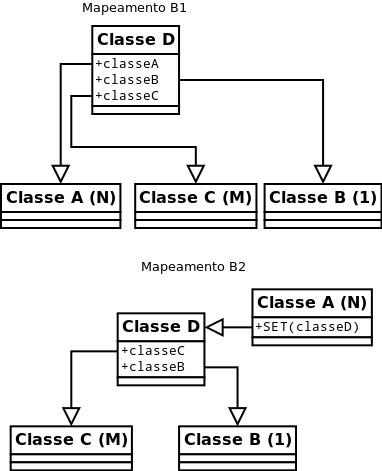 Mapeamento B1
Classe D
+classeA
+classeB
+classeC
Classe A (N)
Classe C (M)
Classe B (1)
Mapeamento B2
Classe A (N)
+SET(classeD)
Classe D
+classeC
+classeB
Classe C (M)
Classe B (1)